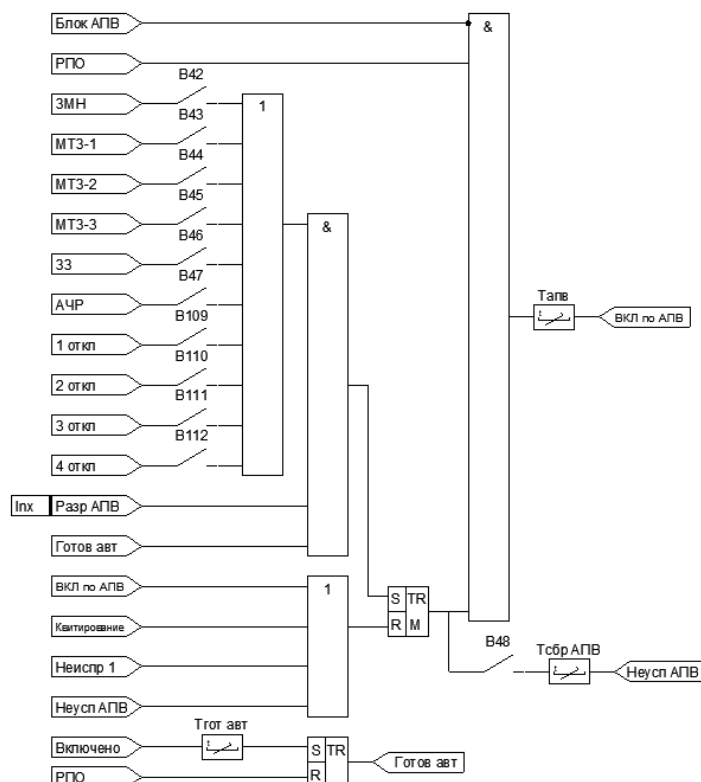 Блок АПВ
&
РПО
В42
ЗМН
1
В43
МТЗ-1
В44
МТЗ-2
В45
МТЗ-3
&
В46
ЗЗ
В47
АЧР
Тапв
t
ВКЛ по АПВ
В109
1 откл
В110
2 откл
В111
3 откл
В112
4 откл
Inx
Разр АПВ
Готов авт
ВКЛ по АПВ
1
S TR
Квитирование
R M
В48
Тсбр АПВ
t
Неусп АПВ
Неиспр 1
Неусп АПВ
Тгот авт
Включено
t
S TR
Готов авт
РПО
R